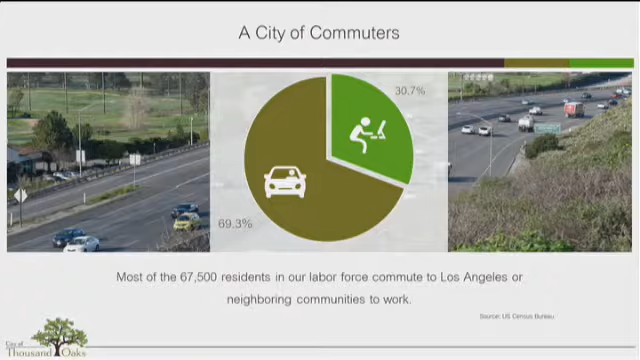 A City of Commuters
30.7%
69.3%
Most of the 67,500 residents in our labor force commute to Los Angeles or
neighboring communities to work.
Source: US Census Bureau
City of
Thousand Oaks